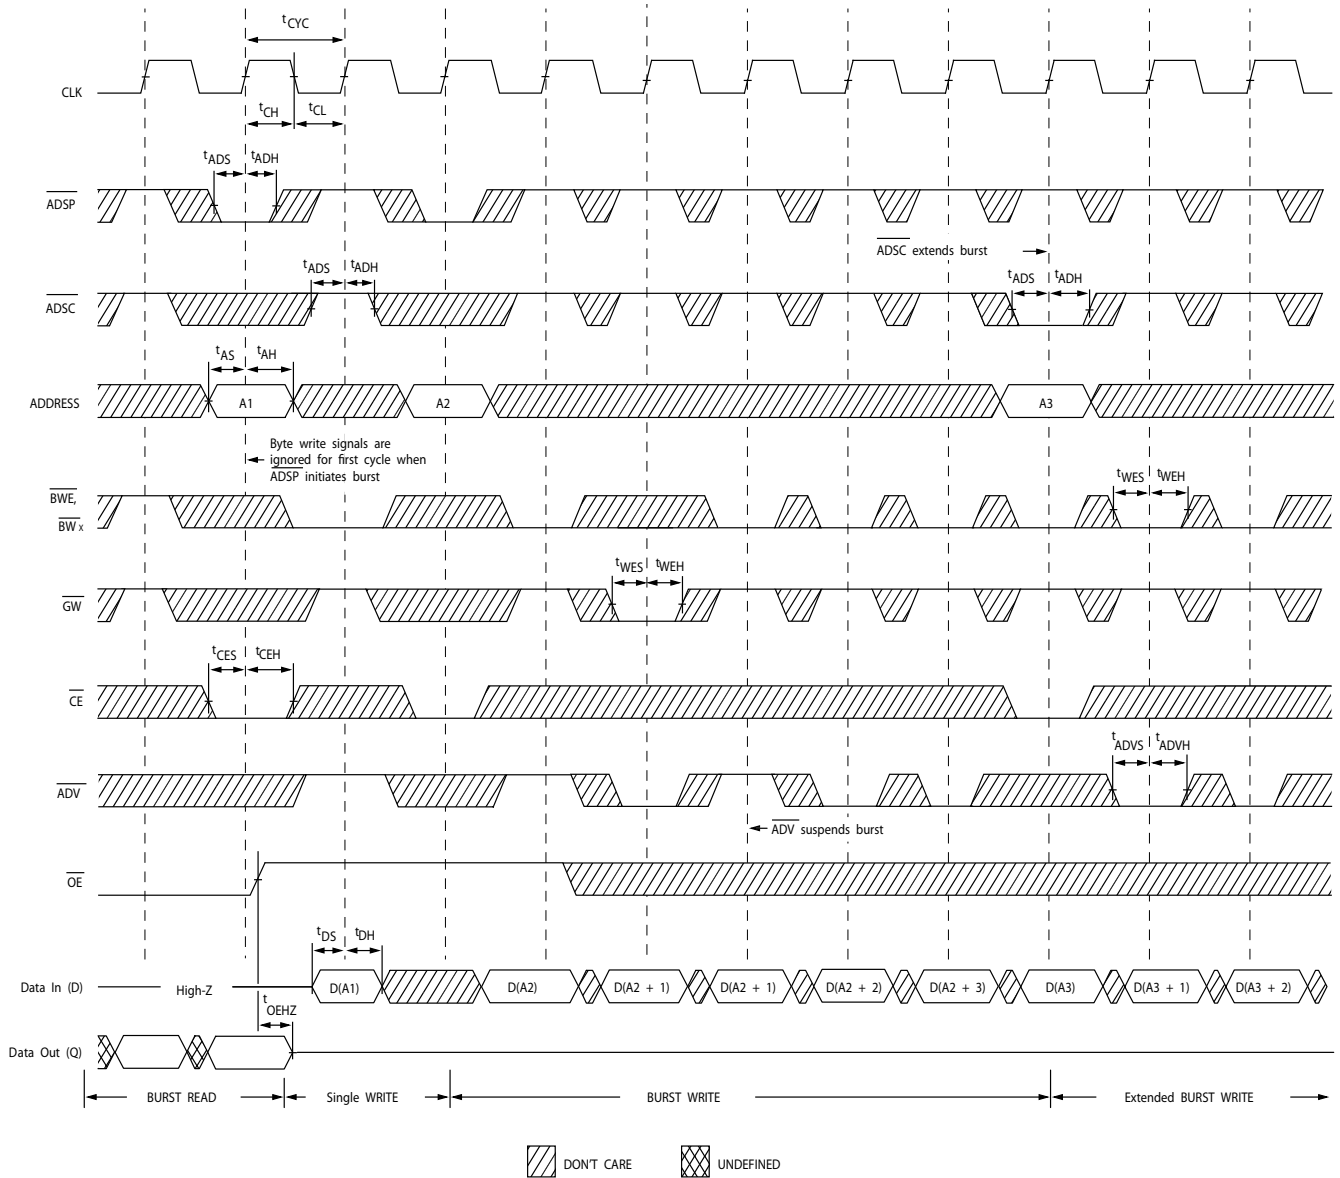 tCYC
CLK
tCH
tCL
tADS
tADH
ADSP
ADSC extends burst
tADS
tADH
tADS
tADH
ADSC
tAS
tAH
ADDRESS
A1
A2
A3
Byte write signals are
ignored for first cycle when
ADSP initiates burst
tWES
tWEH
BWE,
BW X
tWES
tWEH
GW
tCES
tCEH
CE
tADVS
tADVH
ADV
ADV suspends burst
OE
tDS
tDH
Data In (D)
High-Z
D(A1)
D(A2)
D(A2 + 1)
D(A2 + 1)
D(A2 + 2)
D(A2 + 3)
D(A3)
D(A3 + 1)
D(A3 + 2)
tOEHZ
Data Out (Q)
BURST READ
Single WRITE
BURST WRITE
Extended BURST WRITE
DON'T CARE
UNDEFINED